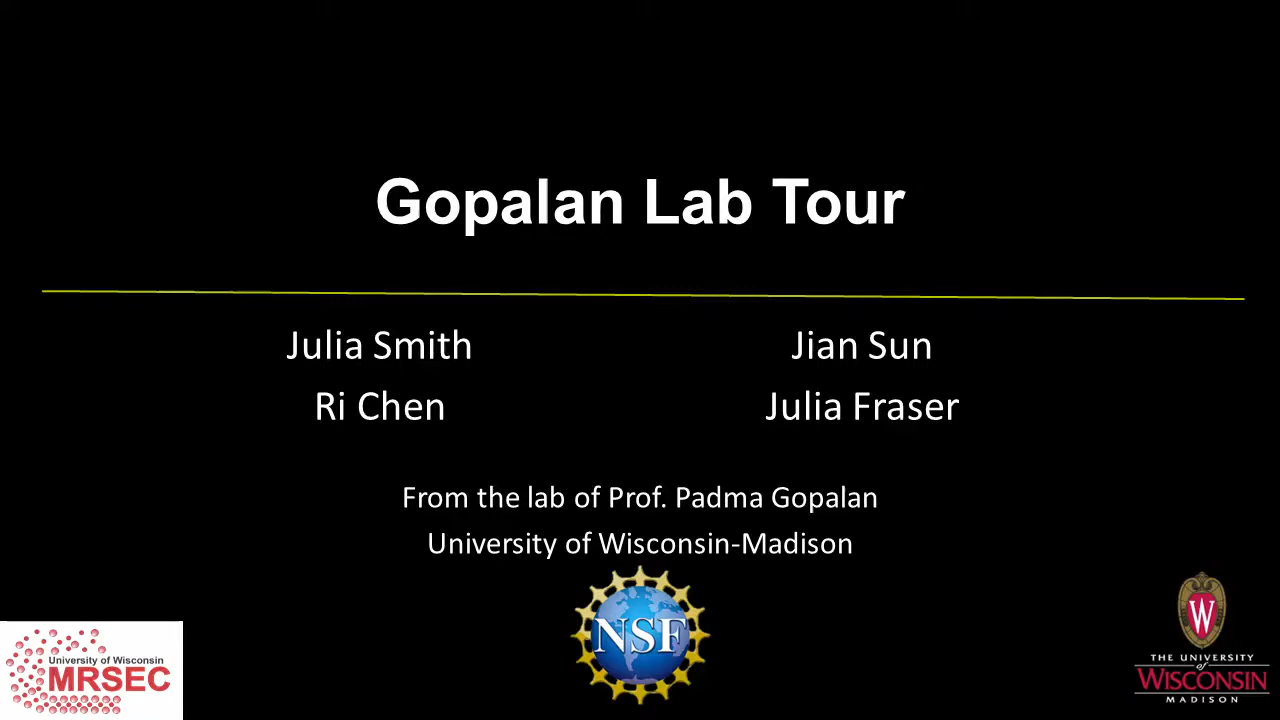 Gopalan Lab Tour
Julia Smith
Jian Sun
Ri Chen
Julia Fraser
From the lab of Prof. Padma Gopalan
University of Wisconsin-Madison
NSF
University of Wisconsin
MRSEC
W
THE UNIVERSITY
of
WISCONSIN
MADISON